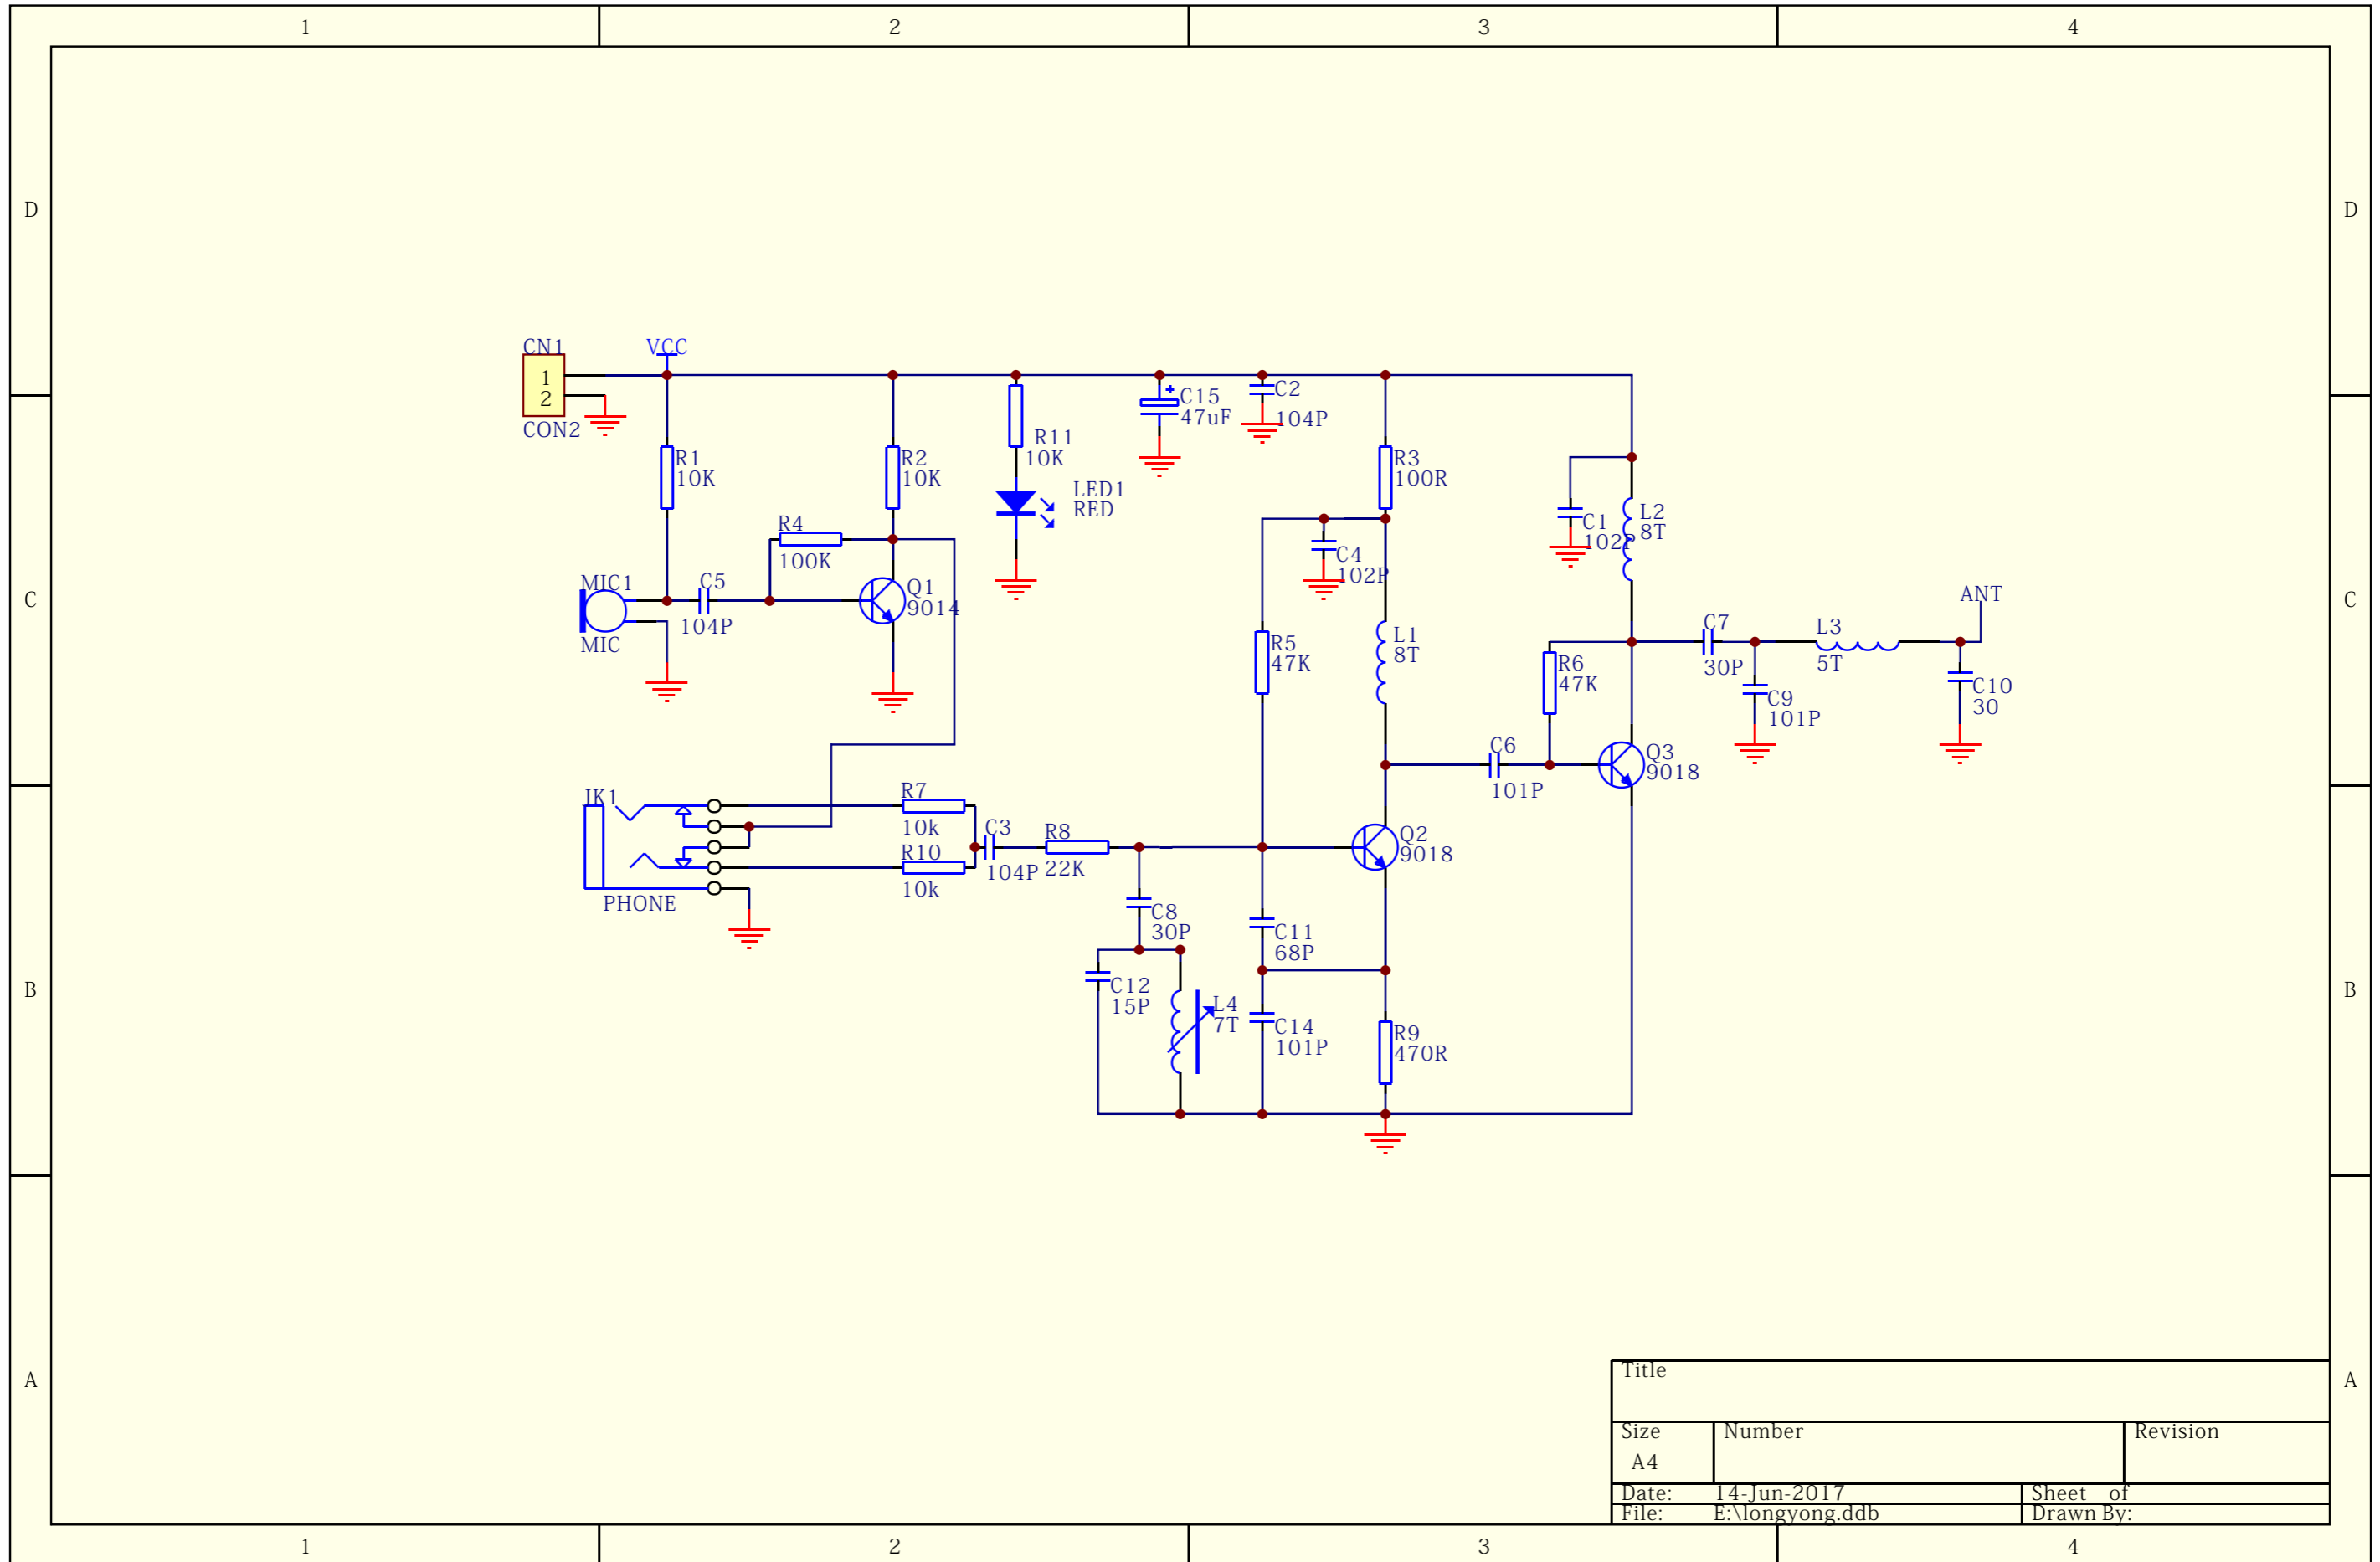 1 2 3 4
D D
CN1
VCC
1
2
CON2
R1
10K
R2
10K
R11
10K
LED1
RED
C15
47uF
C2
104P
R3
100R
C1
102P
L2
8T
R4
100K
C4
102P
MIC1
MIC
C5
104P
Q1
9014
C C
R5
47K
L1
8T
R6
47K
C7
30P
L3
5T
ANT
C9
101P
C10
30
C6
101P
Q3
9018
JK1
PHONE
R7
10k
R10
10k
C3
104P
R8
22K
Q2
9018
C8
30P
C11
68P
B B
C12
15P
L4
7T
C14
101P
R9
470R
A A
Title
Size Number Revision
A4
Date: 14-Jun-2017 Sheet of
File: E:\longyong.ddb Drawn By:
1 2 3 4